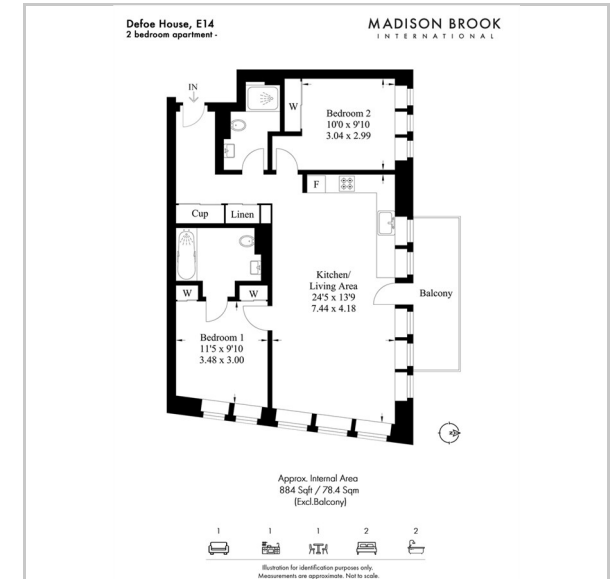 Defoe House, E14
2 bedroom apartment -
MADISON BROOK
INTERNATIONAL
IN
W
Bedroom 2
10'0 x 9'10
3.04 x 2.99
F
Cup
Linen
Kitchen/
Living Area
24'5 x 13'9
7.44 x 4.18
Balcony
W
W
Bedroom 1
11'5 x 9'10
3.48 x 3.00
Approx. Internal Area
884 Sqft / 78.4 Sqm
(Excl.Balcony)
1 1 1 2 2
Illustration for identification purposes only.
Measurements are approximate. Not to scale.